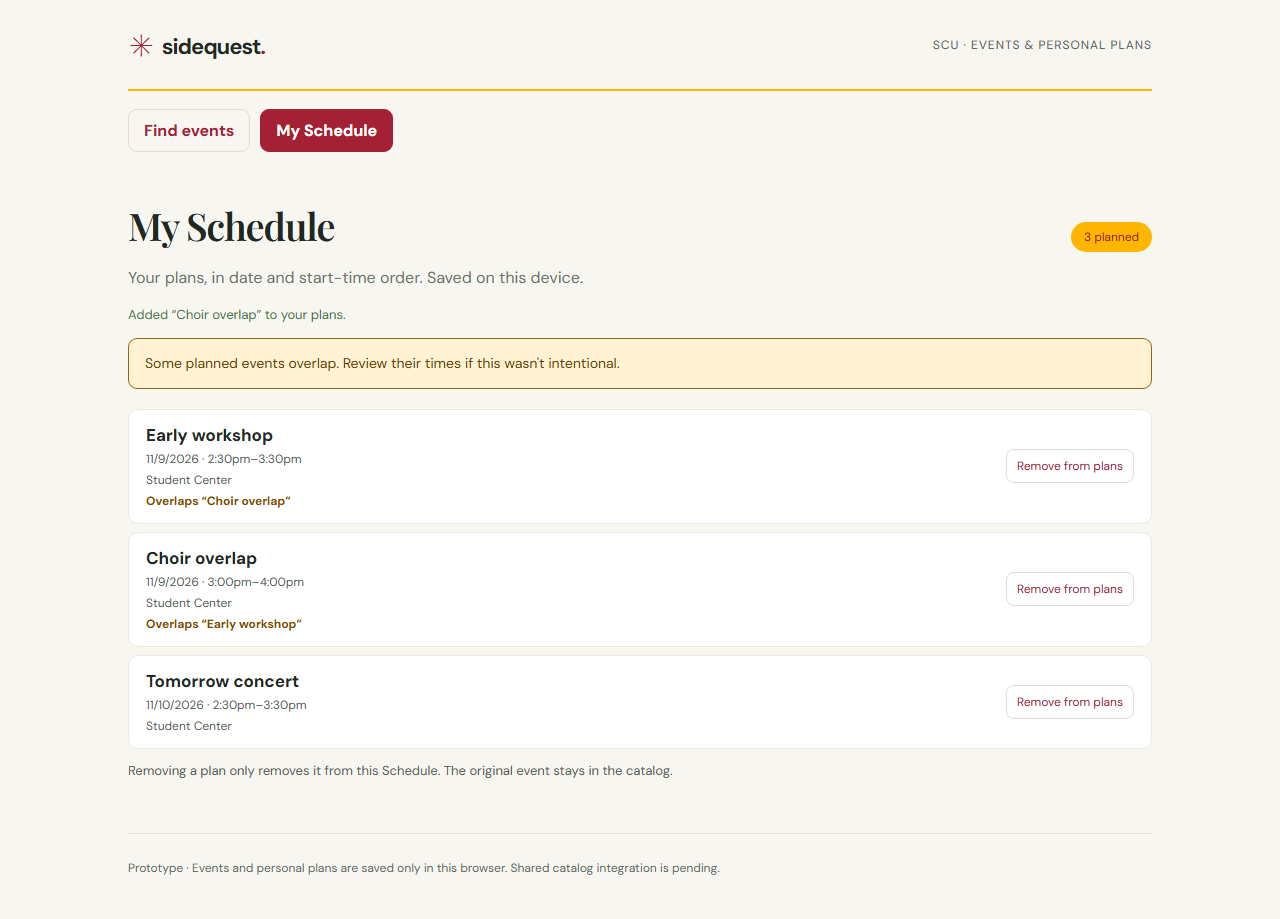 sidequest.
SCU · EVENTS & PERSONAL PLANS
Find events
My Schedule
My Schedule
3 planned
Your plans, in date and start-time order. Saved on this device.
Added “Choir overlap” to your plans.
Some planned events overlap. Review their times if this wasn't intentional.
Early workshop
11/9/2026 · 2:30pm–3:30pm
Student Center
Overlaps “Choir overlap”
Remove from plans
Choir overlap
11/9/2026 · 3:00pm–4:00pm
Student Center
Overlaps “Early workshop”
Remove from plans
Tomorrow concert
11/10/2026 · 2:30pm–3:30pm
Student Center
Remove from plans
Removing a plan only removes it from this Schedule. The original event stays in the catalog.
Prototype · Events and personal plans are saved only in this browser. Shared catalog integration is pending.